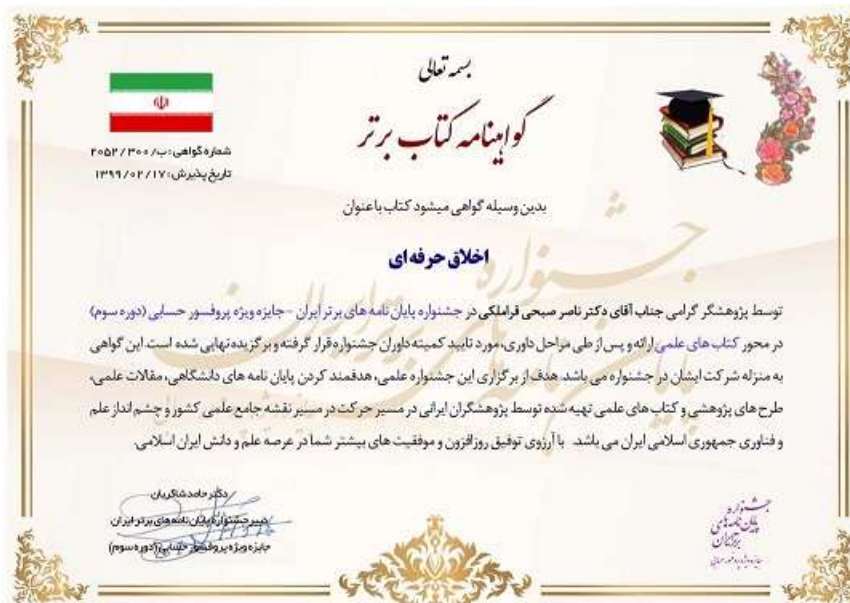 بسمه تعالی
گواهینامه کتاب برتر
شماره گواهی: ب/ ۲۰۵۲/۳۰۰
تاریخ پذیرش: ۱۳۹۹/۰۲/۱۷
بدین وسیله گواهی میشود کتاب با عنوان
اخلاق حرفه ای
توسط پژوهشگر گرامی جناب آقای دکتر ناصر صبحی قراملکی در جشنواره پایان نامه های برتر ایران - جایزه ویژه پروفسور حسابی (دوره سوم)
در محور کتاب های علمی ارائه و پس از طی مراحل داوری، مورد تایید کمیته داوران جشنواره قرار گرفته و برگزیده نهایی شده است. این گواهی
به منزله شرکت ایشان در جشنواره می باشد. هدف از برگزاری این جشنواره علمی، هدفمند کردن پایان نامه های دانشگاهی، مقالات علمی،
طرح های پژوهشی و کتاب های علمی تهیه شده توسط پژوهشگران ایرانی در مسیر حرکت در مسیر نقشه جامع علمی کشور و چشم انداز علم
و فناوری جمهوری اسلامی ایران می باشد. با آرزوی توفیق روزافزون و موفقیت های بیشتر شما در عرصه علم و دانش ایران اسلامی.
دکتر حامد شاکریان
دبیر جشنواره پایان نامه های برتر ایران
جایزه ویژه پروفسور حسابی (دوره سوم)
جشنواره
پایان نامه های
برتر ایران
جایزه ویژه پروفسور حسابی